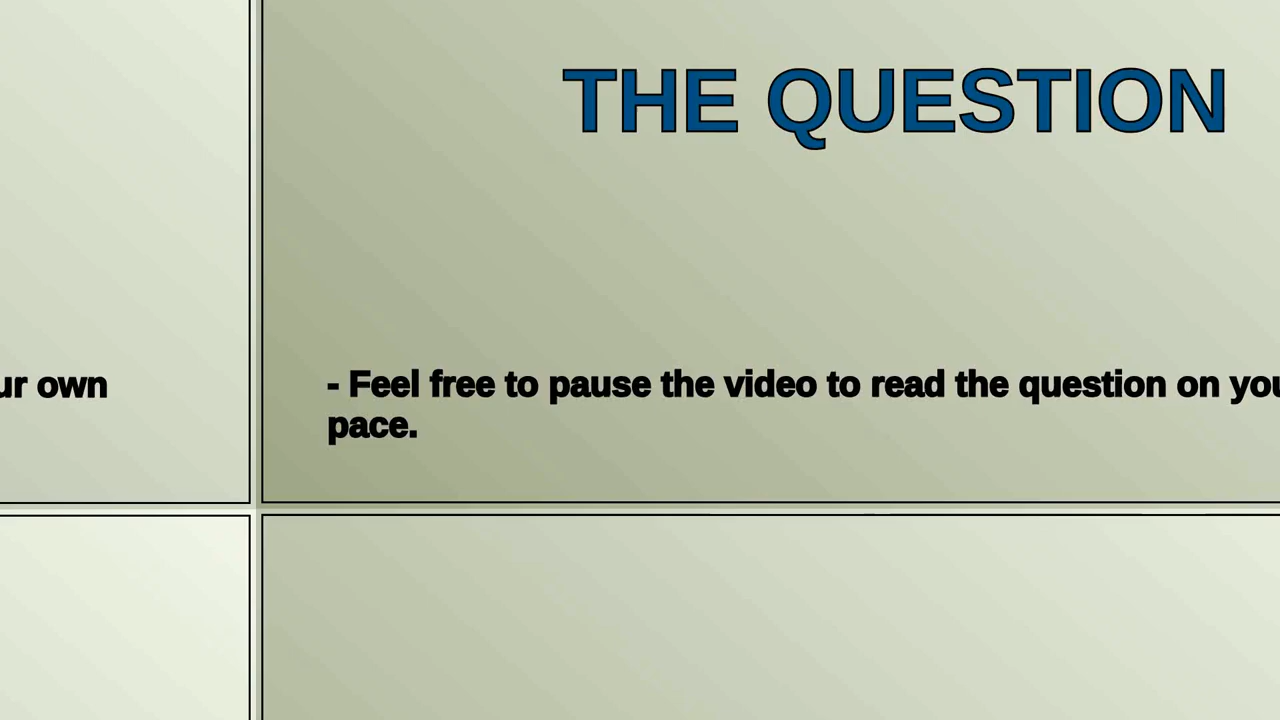 THE QUESTION
ur own
- Feel free to pause the video to read the question on you
pace.